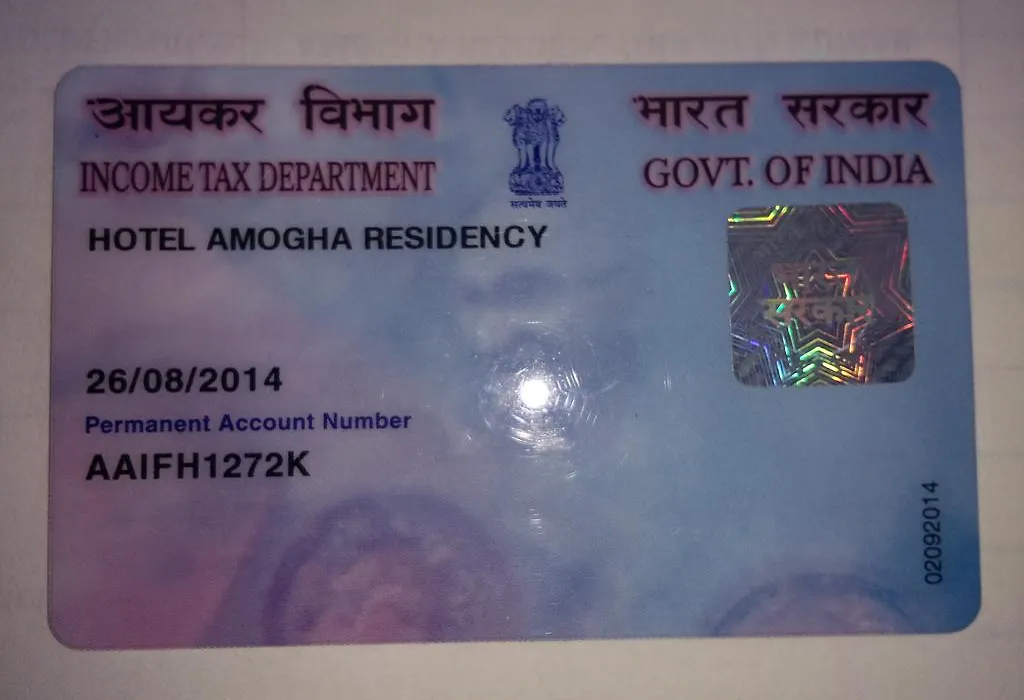 आयकर विभाग
INCOME TAX DEPARTMENT
सत्यमेव जयते
भारत सरकार
GOVT. OF INDIA
HOTEL AMOGHA RESIDENCY
सरकार
26/08/2014
Permanent Account Number
AAIFH1272K
02092014